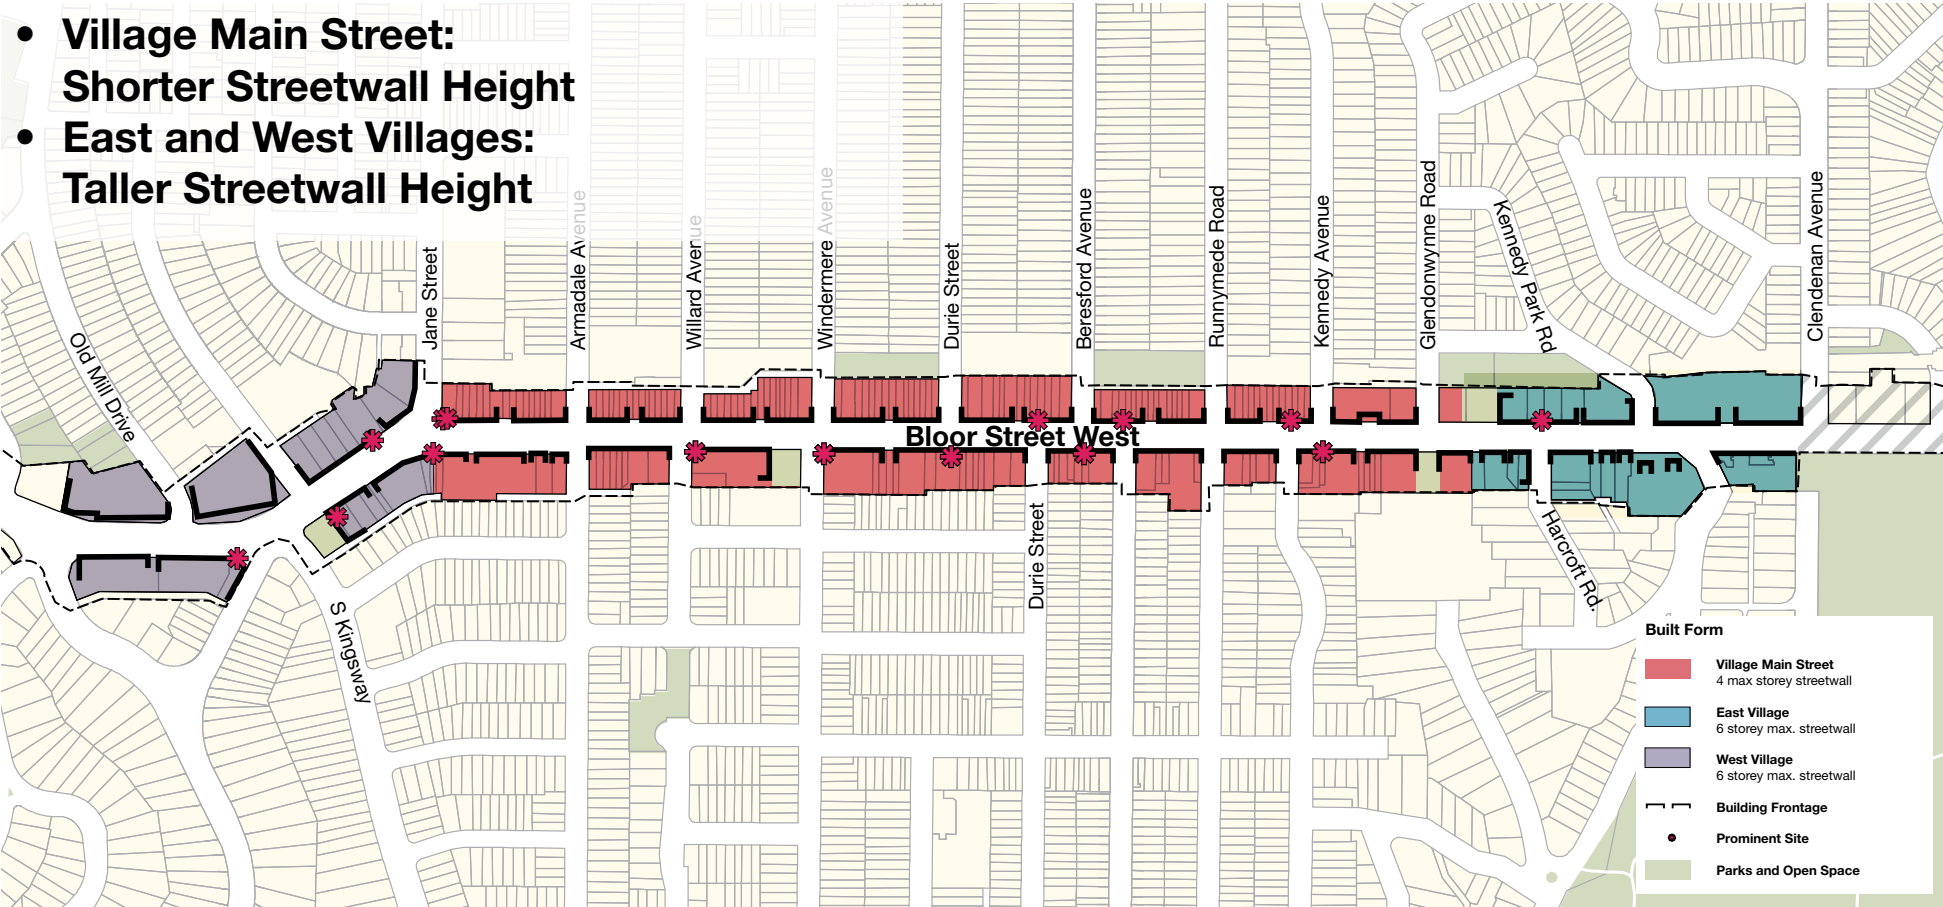 • Village Main Street:
Shorter Streetwall Height
• East and West Villages:
Taller Streetwall Height
Old Mill Drive
Jane Street
Armadale Avenue
Willard Avenue
Windermere Avenue
Durie Street
Beresford Avenue
Runnymede Road
Kennedy Avenue
Glendonwynne Road
Kennedy Park Rd
Clendenan Avenue
Bloor Street West
S Kingsway
Durie Street
Harcroft Rd.
Built Form
Village Main Street
4 max storey streetwall
East Village
6 storey max. streetwall
West Village
6 storey max. streetwall
Building Frontage
Prominent Site
Parks and Open Space